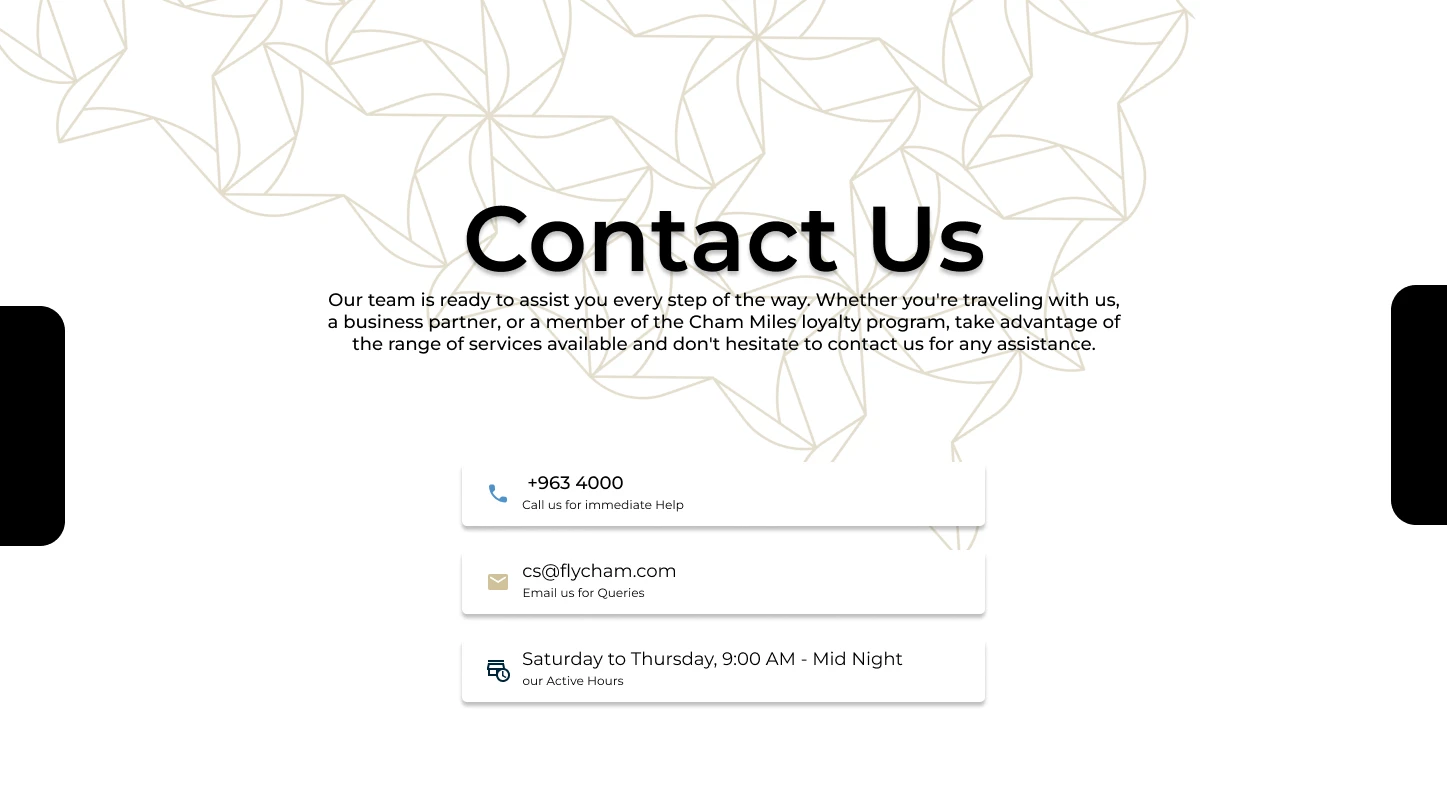 Contact Us
Our team is ready to assist you every step of the way. Whether you're traveling with us,
a business partner, or a member of the Cham Miles loyalty program, take advantage of
the range of services available and don't hesitate to contact us for any assistance.
+963 4000
Call us for immediate Help
cs@flycham.com
Email us for Queries
Saturday to Thursday, 9:00 AM - Mid Night
our Active Hours